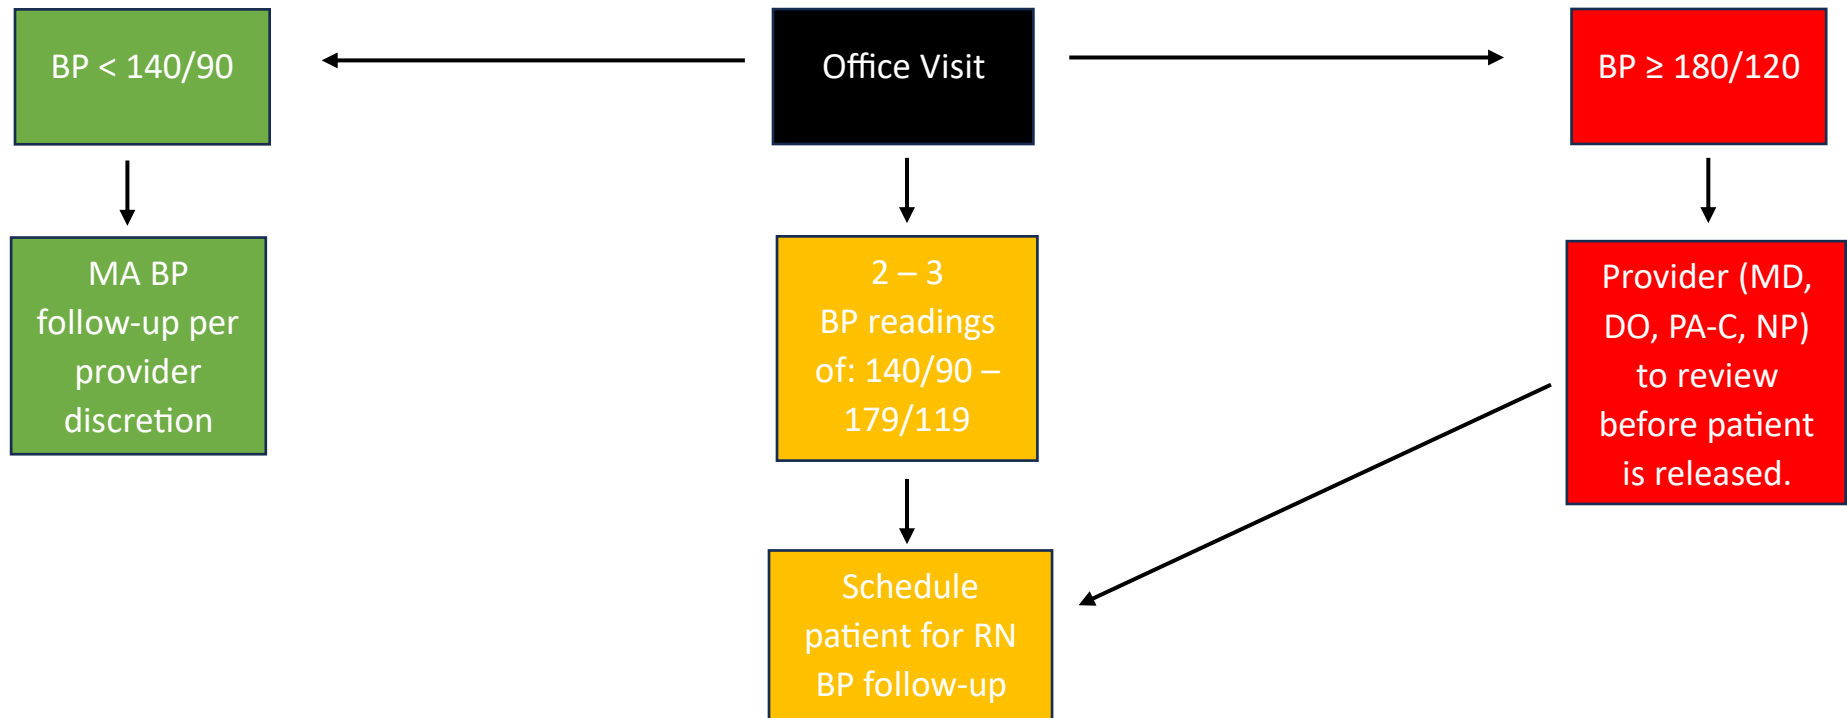 BP < 140/90
Office Visit
BP ≥ 180/120
MA BP
follow-up per
provider
discretion
2 – 3
BP readings
of: 140/90 –
179/119
Provider (MD,
DO, PA-C, NP)
to review
before patient
is released.
Schedule
patient for RN
BP follow-up